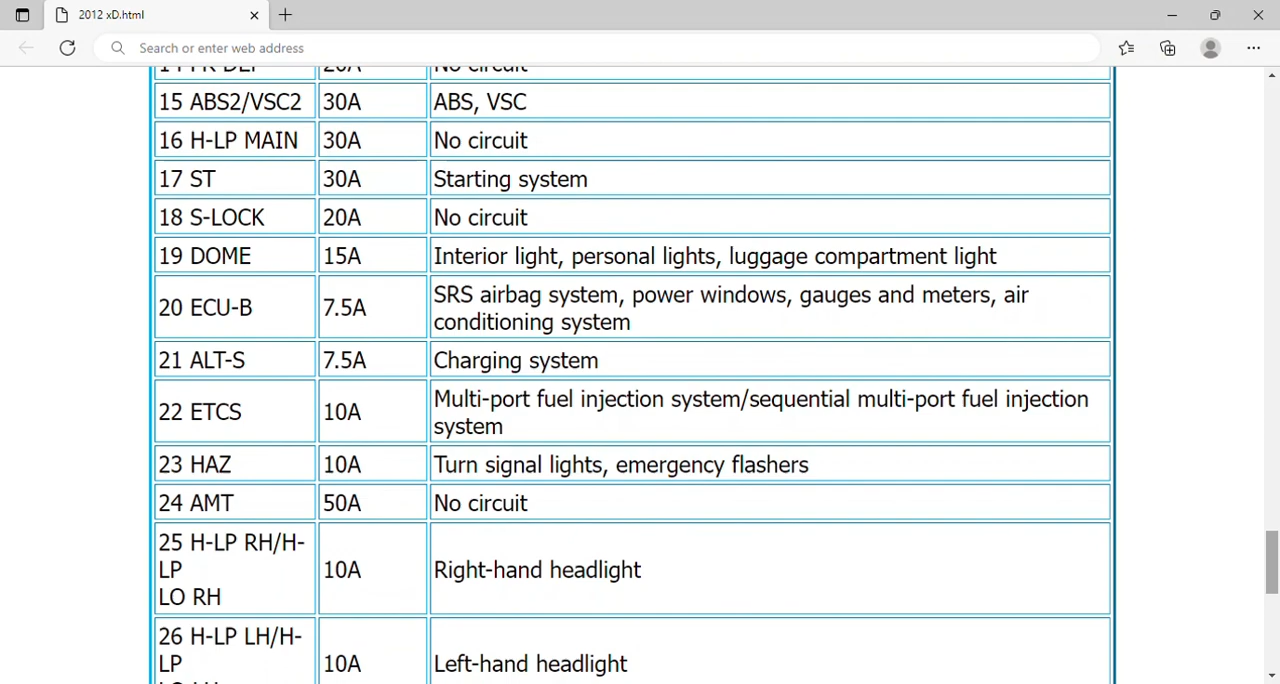 2012 xD.html
Search or enter web address
15 ABS2/VSC2 30A ABS, VSC
16 H-LP MAIN 30A No circuit
17 ST 30A Starting system
18 S-LOCK 20A No circuit
19 DOME 15A Interior light, personal lights, luggage compartment light
20 ECU-B 7.5A SRS airbag system, power windows, gauges and meters, air
conditioning system
21 ALT-S 7.5A Charging system
22 ETCS 10A Multi-port fuel injection system/sequential multi-port fuel injection
system
23 HAZ 10A Turn signal lights, emergency flashers
24 AMT 50A No circuit
25 H-LP RH/H-
LP
LO RH 10A Right-hand headlight
26 H-LP LH/H-
LP 10A Left-hand headlight